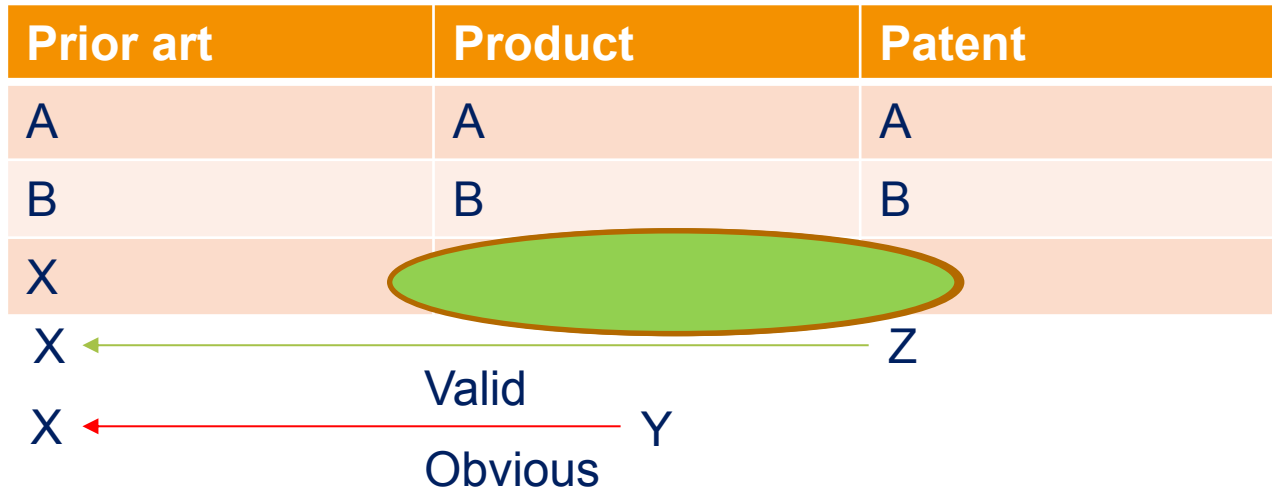 Prior art Product Patent
A A A
B B B
X
X Z
Valid
X Y
Obvious